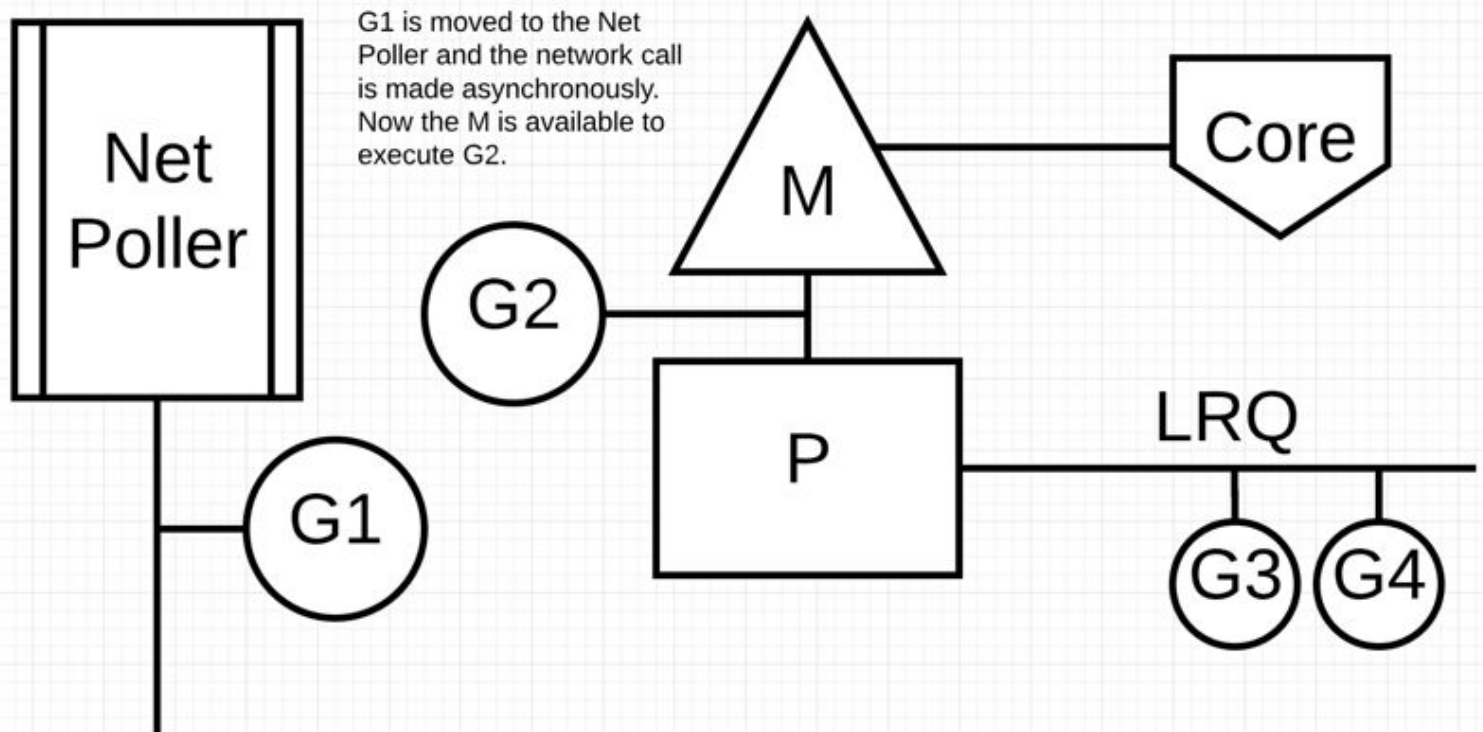 G1 is moved to the Net
Poller and the network call
is made asynchronously.
Now the M is available to
execute G2.
Net
Poller
M
Core
G2
P
LRQ
G1
G3
G4